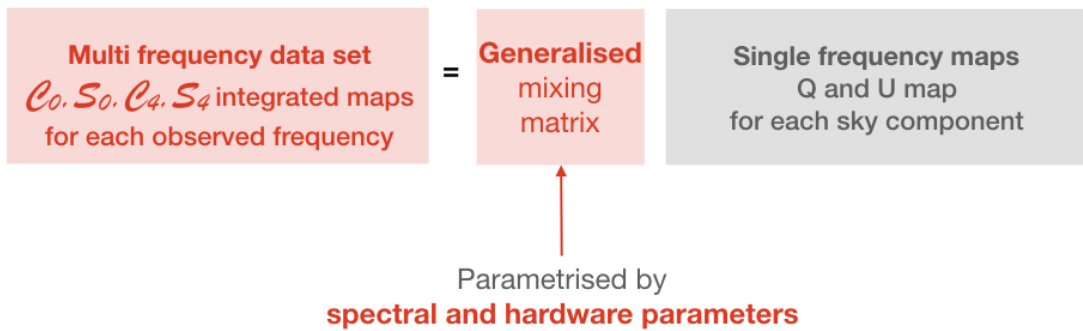 Multi frequency data set
C0, S0, C4, S4 integrated maps
for each observed frequency
=
Generalised
mixing
matrix
Single frequency maps
Q and U map
for each sky component
Parametrised by
spectral and hardware parameters